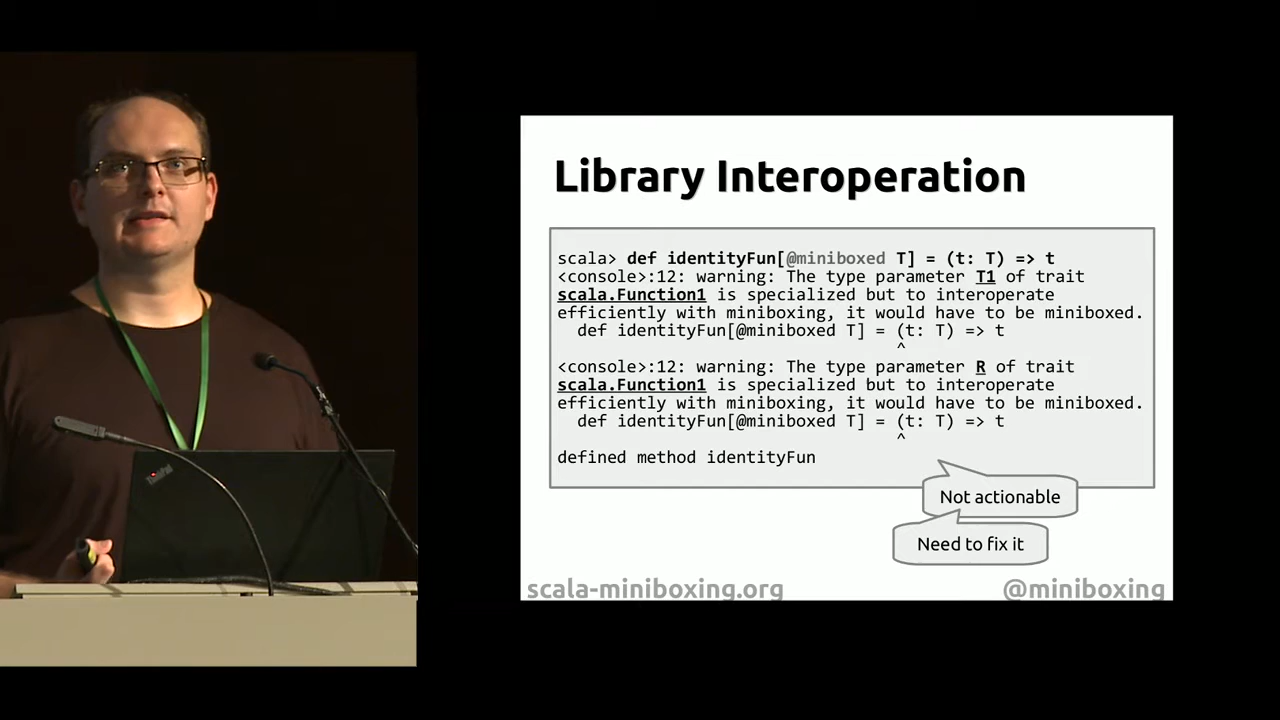 Library Interoperation
scala> def identityFun[@miniboxed T] = (t: T) => t
<console>:12: warning: The type parameter T1 of trait
scala.Function1 is specialized but to interoperate
efficiently with miniboxing, it would have to be miniboxed.
def identityFun[@miniboxed T] = (t: T) => t
^
<console>:12: warning: The type parameter R of trait
scala.Function1 is specialized but to interoperate
efficiently with miniboxing, it would have to be miniboxed.
def identityFun[@miniboxed T] = (t: T) => t
^
defined method identityFun
Not actionable
Need to fix it
scala-miniboxing.org
@miniboxing
ThinkPad